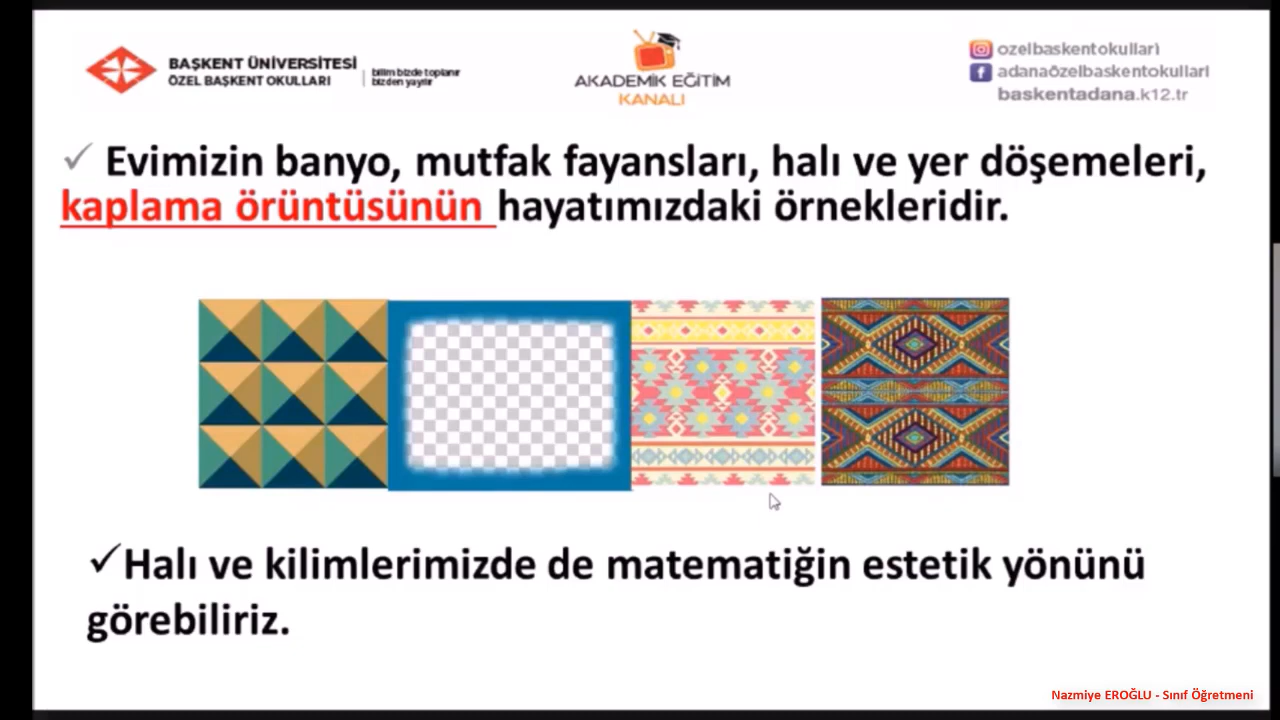 BAŞKENT ÜNİVERSİTESİ
ÖZEL BAŞKENT OKULLARI
bilim bizde toplanır
bizden yayılır
AKADEMİK EĞİTİM
KANALI
ozelbaskentokullari
adanaözelbaskentokullari
baskentadana.k12.tr
✓ Evimizin banyo, mutfak fayansları, halı ve yer döşemeleri,
kaplama örüntüsünün hayatımızdaki örnekleridir.
✓Halı ve kilimlerimizde de matematiğin estetik yönünü
görebiliriz.
Nazmiye EROĞLU - Sınıf Öğretmeni